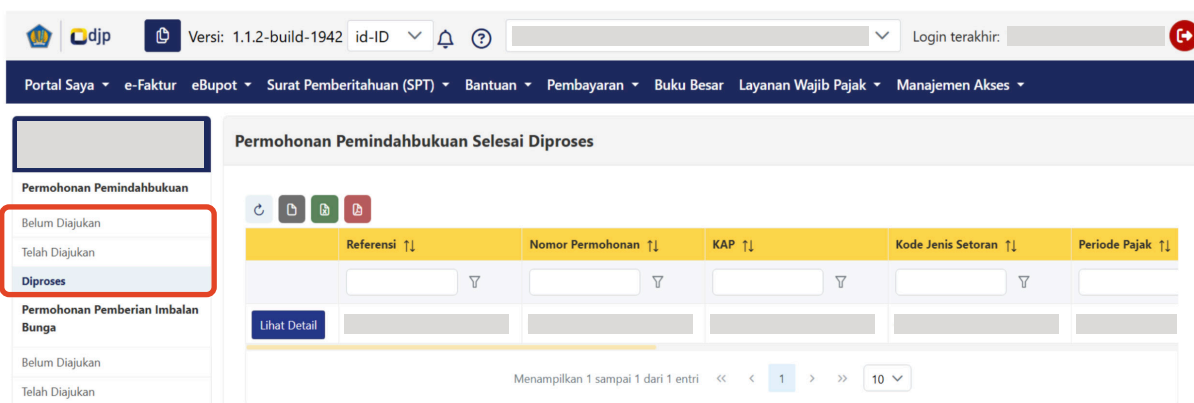 djp Versi: 1.1.2-build-1942 id-ID Login terakhir:
Portal Saya e-Faktur eBupot Surat Pemberitahuan (SPT) Bantuan Pembayaran Buku Besar Layanan Wajib Pajak Manajemen Akses
Permohonan Pemindahbukuan Selesai Diproses
Permohonan Pemindahbukuan
Belum Diajukan
Telah Diajukan
Diproses
Permohonan Pemberian Imbalan
Bunga
Belum Diajukan
Telah Diajukan
Referensi Nomor Permohonan KAP Kode Jenis Setoran Periode Pajak
Lihat Detail
Menampilkan 1 sampai 1 dari 1 entri << < 1 > >> 10